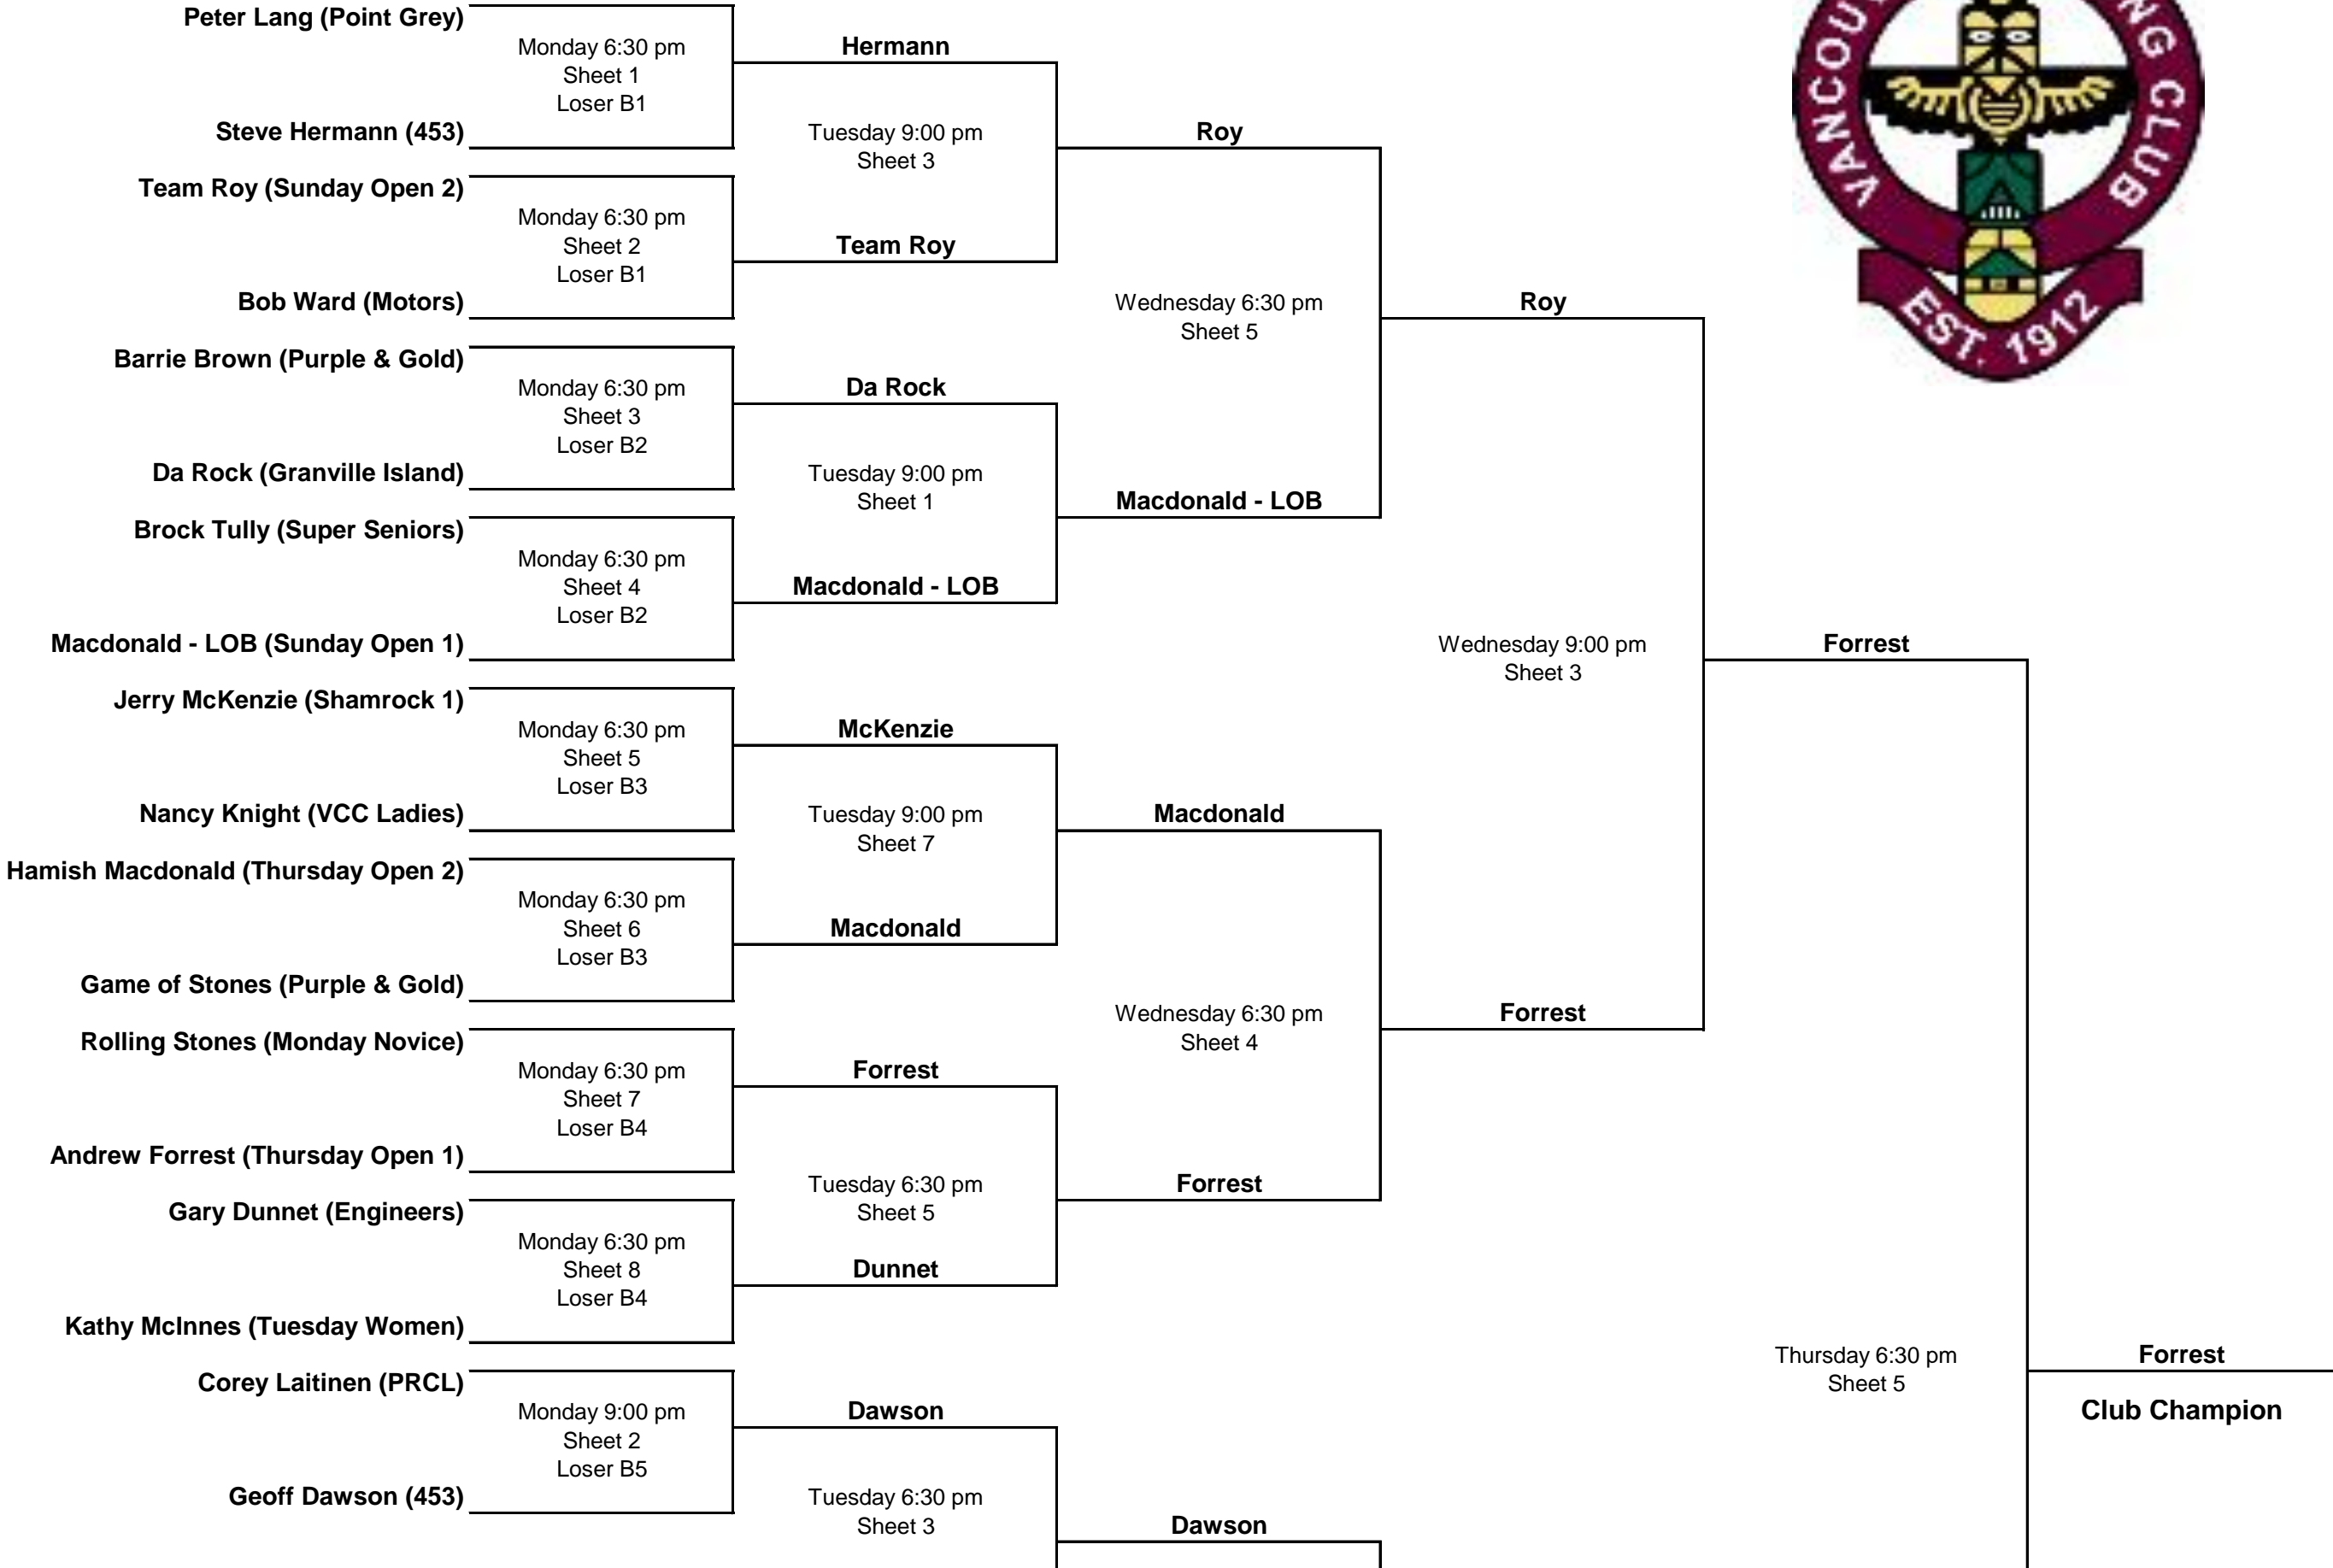 Peter Lang (Point Grey)
Monday 6:30 pm
Sheet 1
Loser B1
Steve Hermann (453)
Team Roy (Sunday Open 2)
Monday 6:30 pm
Sheet 2
Loser B1
Bob Ward (Motors)
Barrie Brown (Purple & Gold)
Monday 6:30 pm
Sheet 3
Loser B2
Da Rock (Granville Island)
Brock Tully (Super Seniors)
Monday 6:30 pm
Sheet 4
Loser B2
Macdonald - LOB (Sunday Open 1)
Jerry McKenzie (Shamrock 1)
Monday 6:30 pm
Sheet 5
Loser B3
Nancy Knight (VCC Ladies)
Hamish Macdonald (Thursday Open 2)
Monday 6:30 pm
Sheet 6
Loser B3
Game of Stones (Purple & Gold)
Rolling Stones (Monday Novice)
Monday 6:30 pm
Sheet 7
Loser B4
Andrew Forrest (Thursday Open 1)
Gary Dunnet (Engineers)
Monday 6:30 pm
Sheet 8
Loser B4
Kathy McInnes (Tuesday Women)
Corey Laitinen (PRCL)
Monday 9:00 pm
Sheet 2
Loser B5
Geoff Dawson (453)
Hermann
Tuesday 9:00 pm
Sheet 3
Team Roy
Da Rock
Tuesday 9:00 pm
Sheet 1
Macdonald - LOB
McKenzie
Tuesday 9:00 pm
Sheet 7
Macdonald
Forrest
Tuesday 6:30 pm
Sheet 5
Dunnet
Dawson
Tuesday 6:30 pm
Sheet 3
Roy
Wednesday 6:30 pm
Sheet 5
Macdonald - LOB
Macdonald
Wednesday 6:30 pm
Sheet 4
Forrest
Dawson
Roy
Wednesday 9:00 pm
Sheet 3
Forrest
Forrest
Thursday 6:30 pm
Sheet 5
Forrest
Club Champion
VANCOU
NG CLUB
EST. 1912